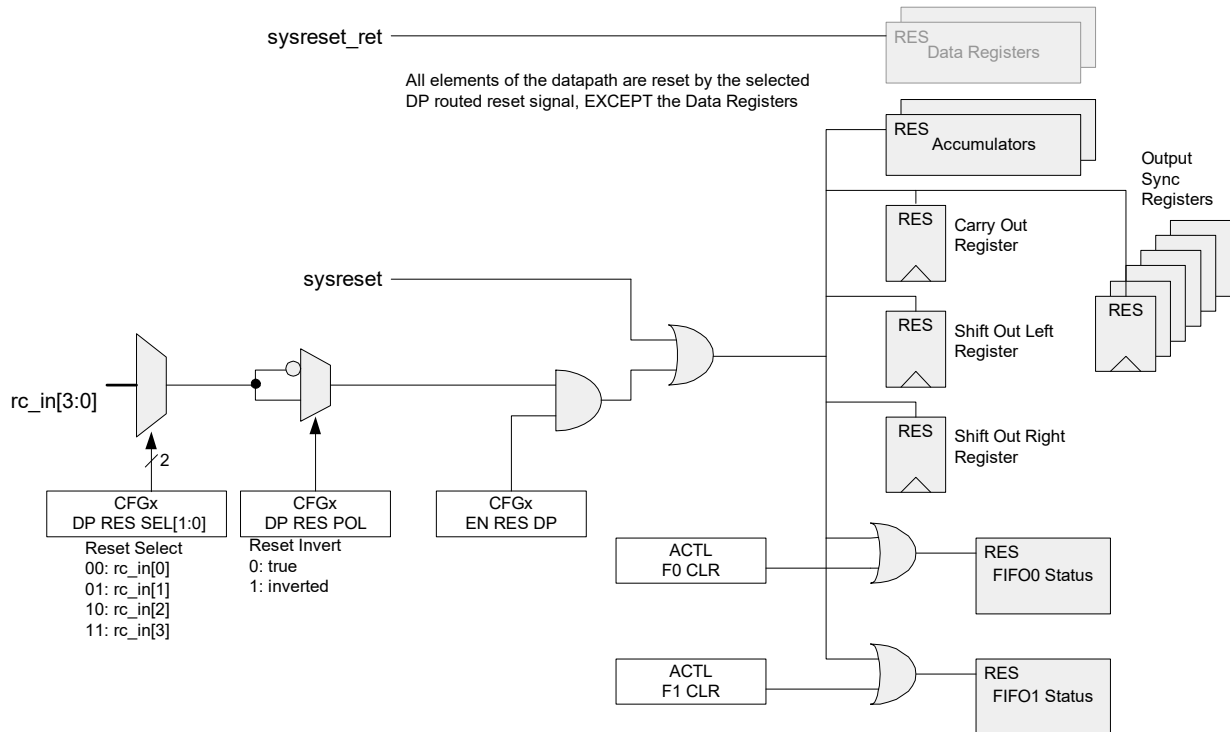 sysreset_ret
RES
Data Registers
All elements of the datapath are reset by the selected
DP routed reset signal, EXCEPT the Data Registers
RES
Accumulators
Output
Sync
Registers
RES
Carry Out
Register
sysreset
RES
Shift Out Left
Register
RES
rc_in[3:0]
RES
Shift Out Right
Register
2
CFGx
DP RES SEL[1:0]
CFGx
DP RES POL
CFGx
EN RES DP
Reset Select
00: rc_in[0]
01: rc_in[1]
10: rc_in[2]
11: rc_in[3]
Reset Invert
0: true
1: inverted
ACTL
F0 CLR
RES
FIFO0 Status
ACTL
F1 CLR
RES
FIFO1 Status